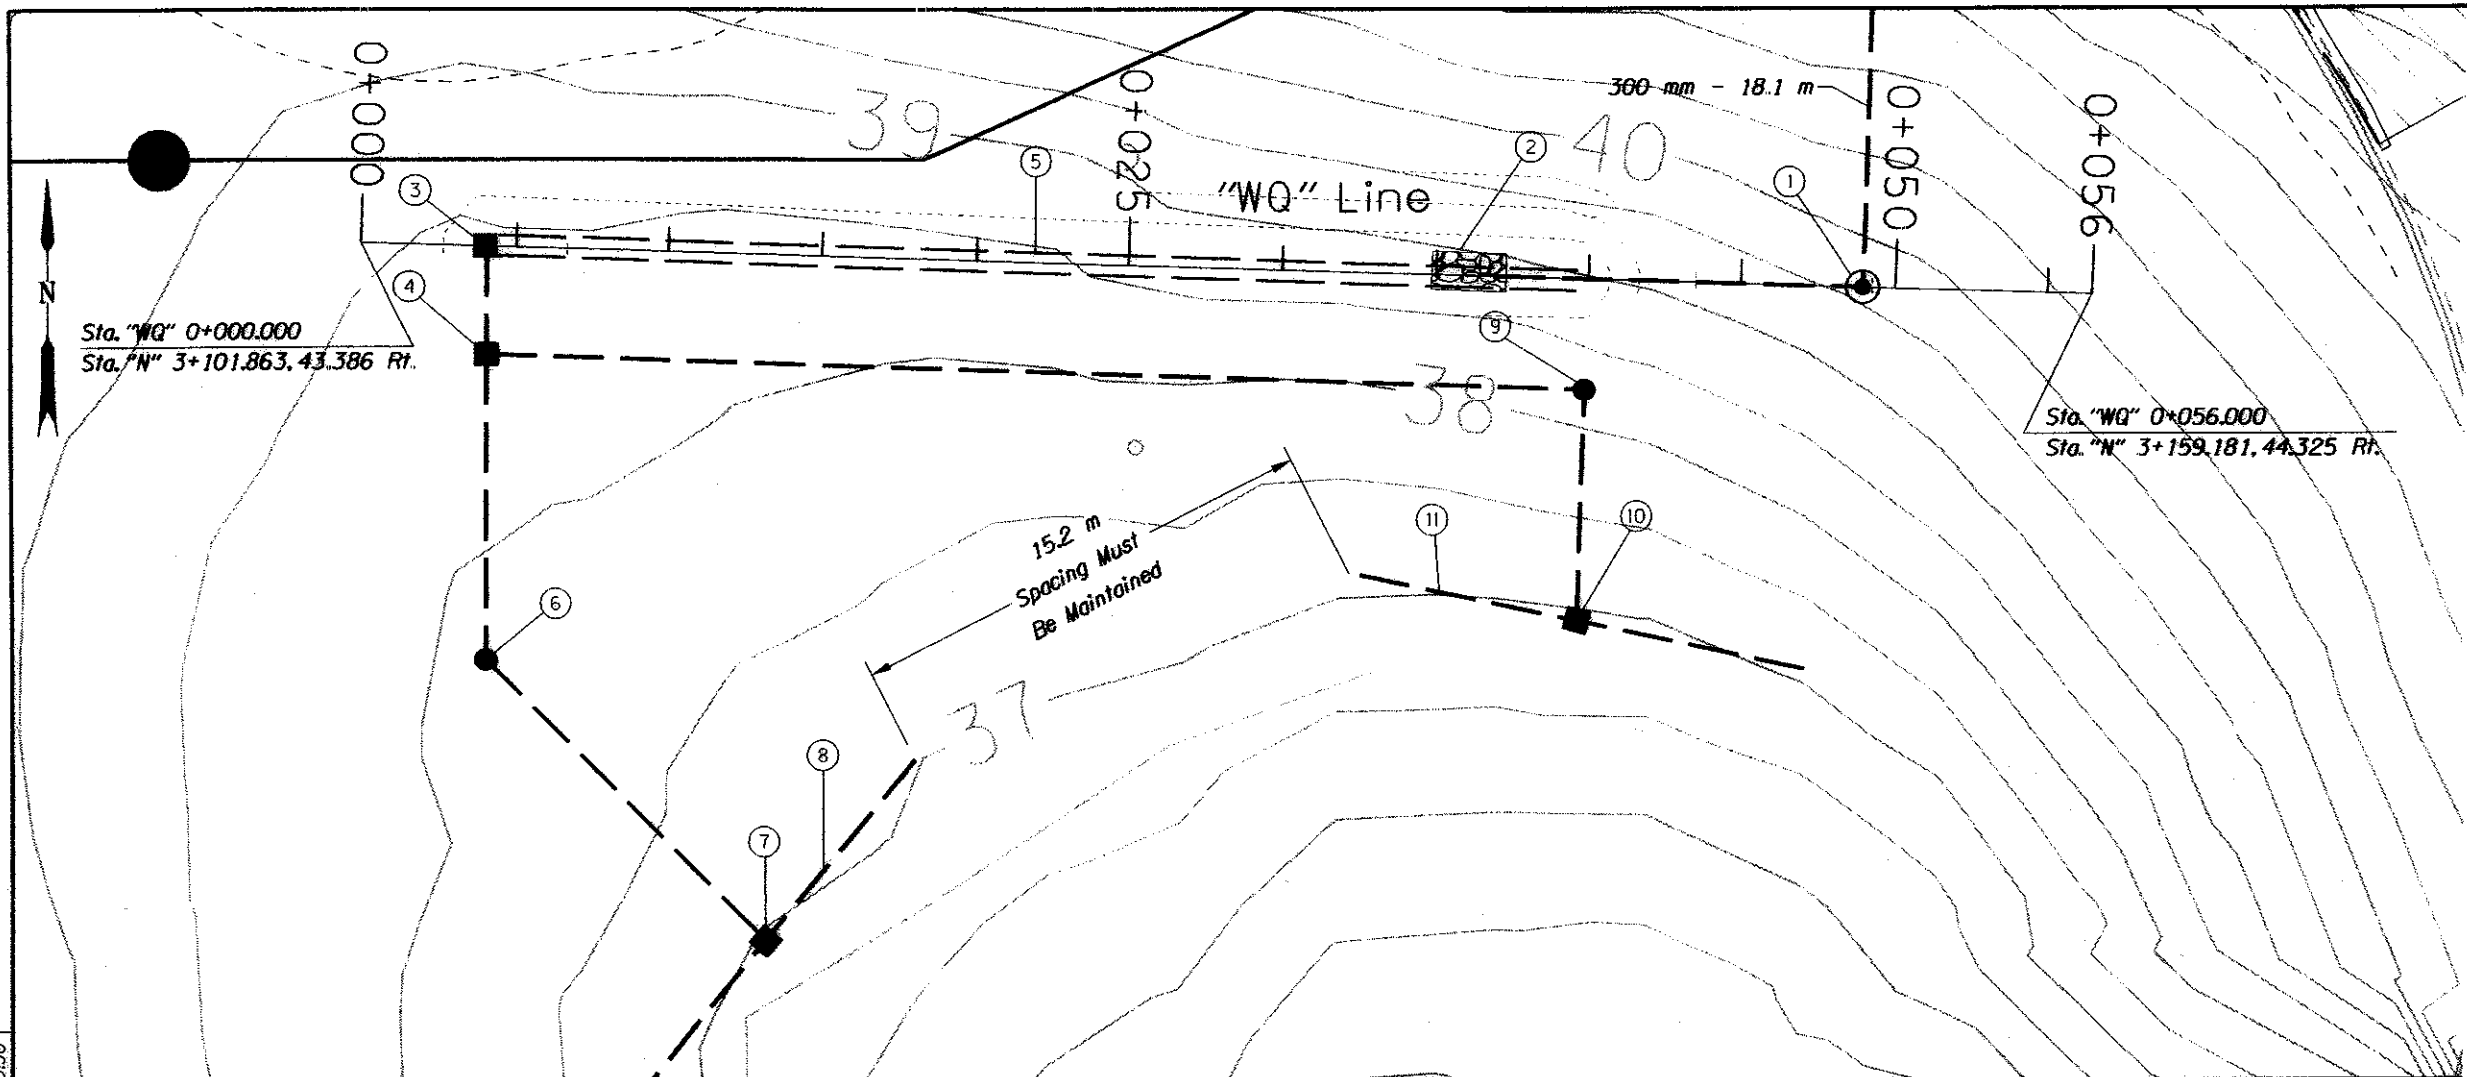 0+000
39
0+025
300 mm - 18.1 m
40
0+050
0+056
"WQ" Line
5
2
1
3
4
N
Sta. "WQ" 0+000.000
Sta. "N" 3+101.863, 43.386 Rt.
9
38
Sta. "WQ" 0+056.000
Sta. "N" 3+159.181, 44.325 Rt.
15.2 m
Spacing Must
Be Maintained
11
10
6
37
8
7